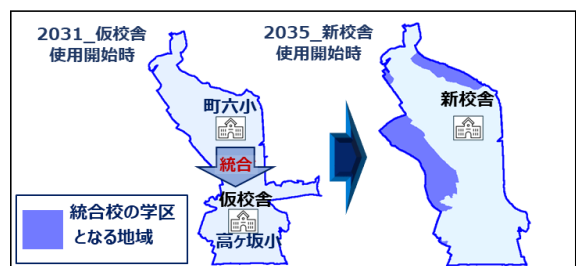 2031_仮校舎
使用開始時
2035_新校舎
使用開始時
町六小
統合
仮校舎
高ケ坂小
新校舎
統合校の学区
となる地域